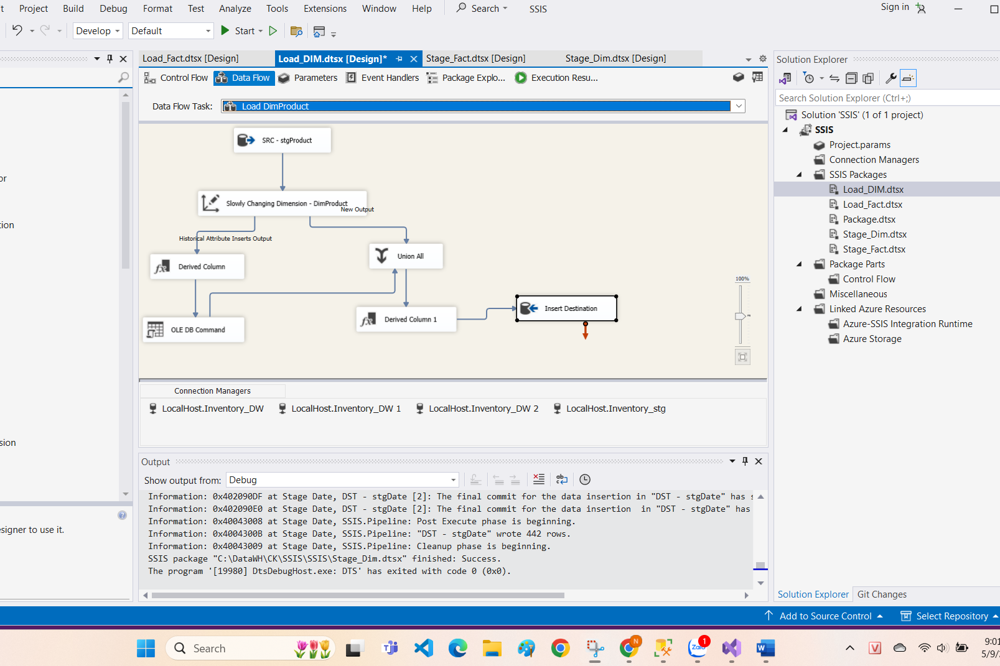 t Project Build Debug Format Test Analyze Tools Extensions Window Help Search SSIS Sign in
Develop Default Start
Load_Fact.dtsx [Design] Load_DIM.dtsx [Design]* Stage_Fact.dtsx [Design] Stage_Dim.dtsx [Design]
Control Flow Data Flow Parameters Event Handlers Package Explo... Execution Resu...
Data Flow Task: Load DimProduct
SRC - stgProduct
Slowly Changing Dimension - DimProduct
New Output
Historical Attribute Inserts Output
Union All
Derived Column
100%
Insert Destination
Derived Column 1
OLE DB Command
or
tion
sion
esigner to use it.
Connection Managers
LocalHost.Inventory_DW LocalHost.Inventory_DW 1 LocalHost.Inventory_DW 2 LocalHost.Inventory_stg
Output
Show output from: Debug
Information: 0x402090DF at Stage Date, DST - stgDate [2]: The final commit for the data insertion in "DST - stgDate" has s
Information: 0x402090E0 at Stage Date, DST - stgDate [2]: The final commit for the data insertion  in "DST - stgDate" has
Information: 0x40043008 at Stage Date, SSIS.Pipeline: Post Execute phase is beginning.
Information: 0x4004300B at Stage Date, SSIS.Pipeline: "DST - stgDate" wrote 442 rows.
Information: 0x40043009 at Stage Date, SSIS.Pipeline: Cleanup phase is beginning.
SSIS package "C:\DataWH\CK\SSIS\SSIS\Stage_Dim.dtsx" finished: Success.
The program '[19980] DtsDebugHost.exe: DTS' has exited with code 0 (0x0).
Solution Explorer
Search Solution Explorer (Ctrl+;)
Solution 'SSIS' (1 of 1 project)
SSIS
Project.params
Connection Managers
SSIS Packages
Load_DIM.dtsx
Load_Fact.dtsx
Package.dtsx
Stage_Dim.dtsx
Stage_Fact.dtsx
Package Parts
Control Flow
Miscellaneous
Linked Azure Resources
Azure-SSIS Integration Runtime
Azure Storage
Solution Explorer Git Changes
Add to Source Control Select Repository
Search
N
Zalo 1
W
V
9:01
5/9/